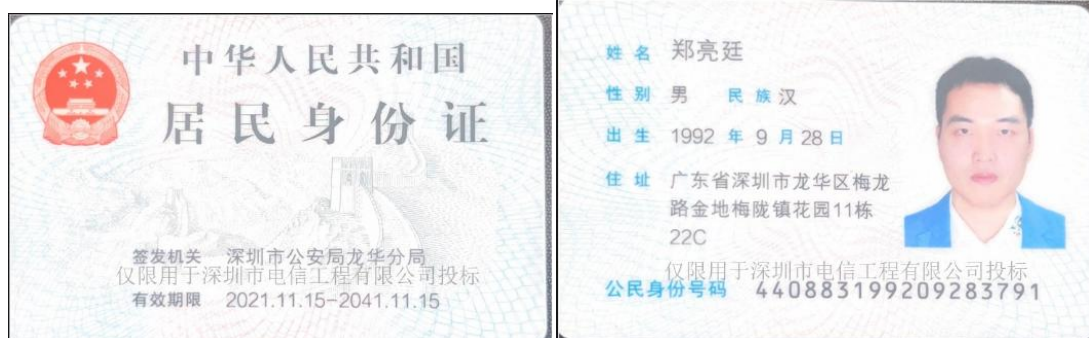 中华人民共和国
居民身份证
签发机关 深圳市公安局龙华分局
仅限用于深圳市电信工程有限公司投标
有效期限 2021.11.15-2041.11.15
姓名 郑亮廷
性别 男 民族 汉
出生 1992 年 9 月 28 日
住址 广东省深圳市龙华区梅龙
路金地梅陇镇花园11栋
22C
仅限用于深圳市电信工程有限公司投标
公民身份号码 440883199209283791